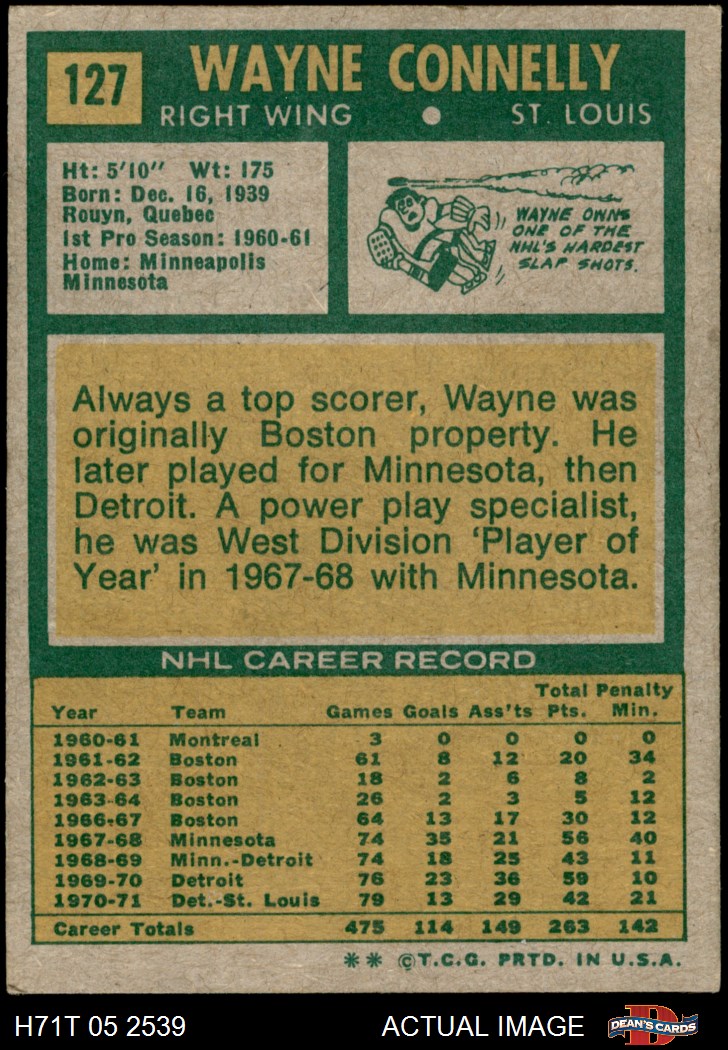 127
WAYNE CONNELLY
RIGHT WING ● ST. LOUIS
Ht: 5'10" Wt: 175
Born: Dec. 16, 1939
Rouyn, Quebec
1st Pro Season: 1960-61
Home: Minneapolis
Minnesota
WAYNE OWNS
ONE OF THE
NHL'S HARDEST
SLAP SHOTS.
Always a top scorer, Wayne was
originally Boston property. He
later played for Minnesota, then
Detroit. A power play specialist,
he was West Division ‘Player of
Year’ in 1967-68 with Minnesota.
NHL CAREER RECORD
Total Penalty
Year Team Games Goals Ass'ts Pts. Min.
1960-61 Montreal 3 0 0 0 0
1961-62 Boston 61 8 12 20 34
1962-63 Boston 18 2 6 8 2
1963-64 Boston 26 2 3 5 12
1966-67 Boston 64 13 17 30 12
1967-68 Minnesota 74 35 21 56 40
1968-69 Minn.-Detroit 74 18 25 43 11
1969-70 Detroit 76 23 36 59 10
1970-71 Det.-St. Louis 79 13 29 42 21
Career Totals 475 114 149 263 142
** ©T.C.G. PRTD. IN U.S.A.
H71T 05 2539 ACTUAL IMAGE D DEAN'S CARDS